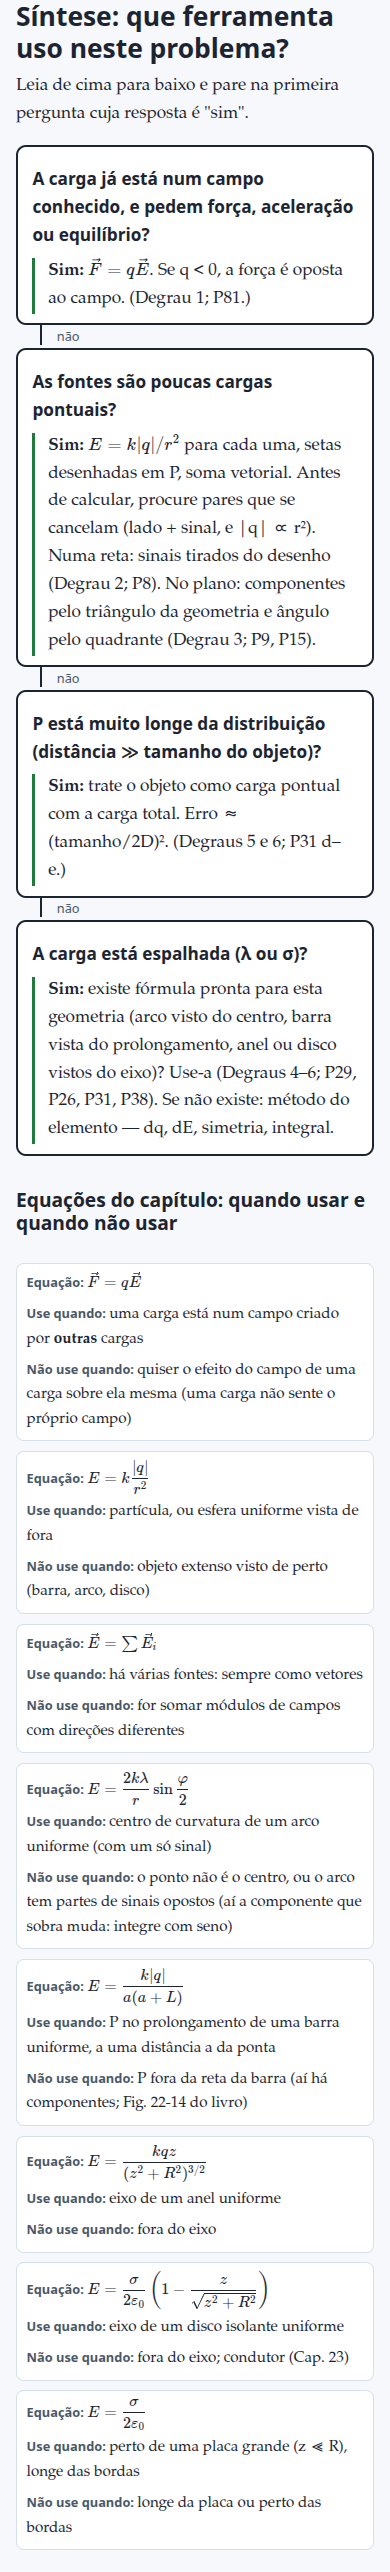 Síntese: que ferramenta
uso neste problema?
Leia de cima para baixo e pare na primeira
pergunta cuja resposta é "sim".
A carga já está num campo
conhecido, e pedem força, aceleração
ou equilíbrio?
Sim: F⃗ = qE⃗. Se q < 0, a força é oposta
ao campo. (Degrau 1; P81.)
não
As fontes são poucas cargas
pontuais?
Sim: E = k|q|/r² para cada uma, setas
desenhadas em P, soma vetorial. Antes
de calcular, procure pares que se
cancelam (lado + sinal, e |q| ∝ r²).
Numa reta: sinais tirados do desenho
(Degrau 2; P8). No plano: componentes
pelo triângulo da geometria e ângulo
pelo quadrante (Degrau 3; P9, P15).
não
P está muito longe da distribuição
(distância ≫ tamanho do objeto)?
Sim: trate o objeto como carga pontual
com a carga total. Erro ≈
(tamanho/2D)². (Degraus 5 e 6; P31 d–
e.)
não
A carga está espalhada (λ ou σ)?
Sim: existe fórmula pronta para esta
geometria (arco visto do centro, barra
vista do prolongamento, anel ou disco
vistos do eixo)? Use-a (Degraus 4–6; P29,
P26, P31, P38). Se não existe: método do
elemento — dq, dE, simetria, integral.
Equações do capítulo: quando usar e
quando não usar
Equação: F⃗ = qE⃗
Use quando: uma carga está num campo criado
por outras cargas
Não use quando: quiser o efeito do campo de uma
carga sobre ela mesma (uma carga não sente o
próprio campo)
Equação: E = k |q|/r²
Use quando: partícula, ou esfera uniforme vista de
fora
Não use quando: objeto extenso visto de perto
(barra, arco, disco)
Equação: E⃗ = ∑ E⃗ᵢ
Use quando: há várias fontes: sempre como vetores
Não use quando: for somar módulos de campos
com direções diferentes
Equação: E = 2kλ/r sin φ/2
Use quando: centro de curvatura de um arco
uniforme (com um só sinal)
Não use quando: o ponto não é o centro, ou o arco
tem partes de sinais opostos (aí a componente que
sobra muda: integre com seno)
Equação: E = k|q|/a(a + L)
Use quando: P no prolongamento de uma barra
uniforme, a uma distância a da ponta
Não use quando: P fora da reta da barra (aí há
componentes; Fig. 22-14 do livro)
Equação: E = kqz/(z² + R²)^{3/2}
Use quando: eixo de um anel uniforme
Não use quando: fora do eixo
Equação: E = σ/2ε₀ (1 − z/√(z² + R²))
Use quando: eixo de um disco isolante uniforme
Não use quando: fora do eixo; condutor (Cap. 23)
Equação: E = σ/2ε₀
Use quando: perto de uma placa grande (z ≪ R),
longe das bordas
Não use quando: longe da placa ou perto das
bordas